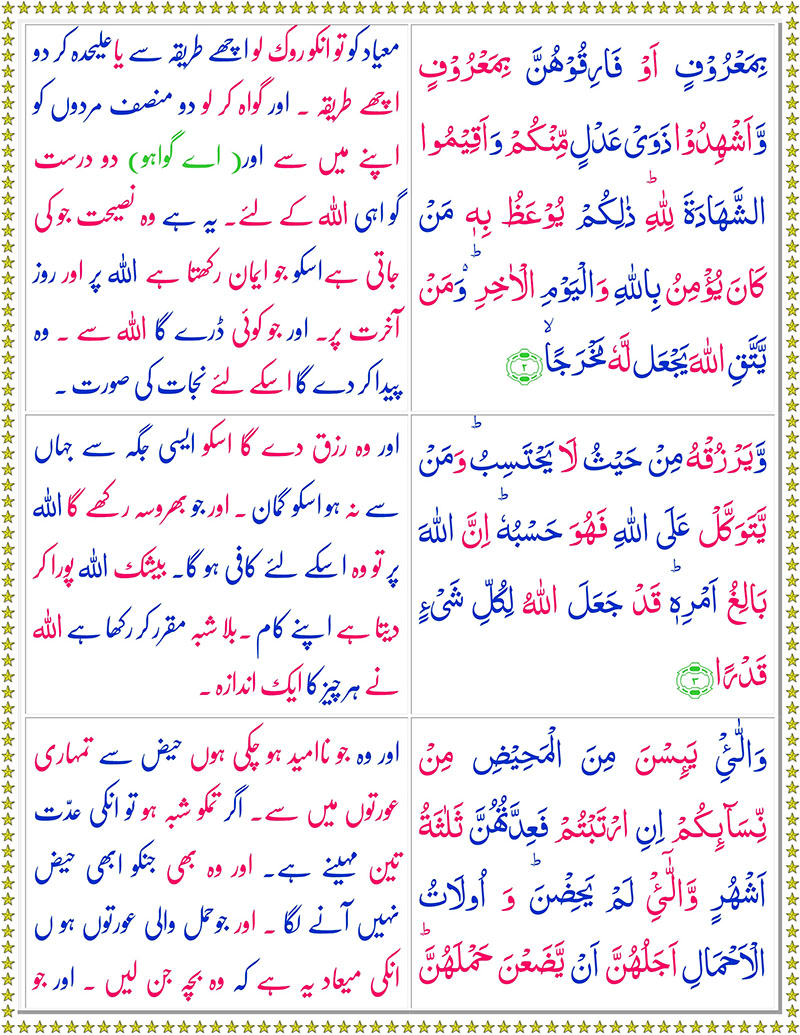 بِمَعْرُوْفٍ اَوْ فَارِقُوْهُنَّ بِمَعْرُوْفٍ
وَّاَشْهِدُوْا ذَوَىْ عَدْلٍ مِّنْكُمْ وَاَقِيْمُوا
الشَّهَادَةَ لِلّٰهِؕ ذٰلِكُمْ يُوْعَظُ بِهٖ مَنْ
كَانَ يُؤْمِنُ بِاللّٰهِ وَالْيَوْمِ الْاٰخِرِؕ۬ وَمَنْ
يَّتَّقِ اللّٰهَ يَجْعَل لَّهٗ مَخْرَجًاۙ ۲
معیاد کو تو انکو روک لو اچھے طریقہ سے یا علیحدہ کر دو
اچھے طریقہ ۔ اور گواہ کر لو دو منصف مردوں کو
اپنے میں سے اور( اے گواہو) دو درست
گواہی اللہ کے لئے۔ یہ ہے وہ نصیحت جو کی
جاتی ہے اسکو جو ایمان رکھتا ہے اللہ پر اور روز
آخرت پر۔ اور جو کوئی ڈرے گا اللہ سے ۔ وہ
پیدا کر دے گا اسکے لئے نجات کی صورت ۔
وَّيَرْزُقْهُ مِنْ حَيْثُ لَا يَحْتَسِبُؕ وَمَنْ
يَّتَوَكَّلْ عَلَى اللّٰهِ فَهُوَ حَسْبُهٗؕ اِنَّ اللّٰهَ
بَالِغُ اَمْرِهٖؕ قَدْ جَعَلَ اللّٰهُ لِكُلِّ شَىْءٍ
قَدْرًا ۳
اور وہ رزق دے گا اسکو ایسی جگہ سے جہاں
سے نہ ہو اسکو گمان ۔ اور جو بھروسہ رکھے گا اللہ
پر تو وہ اسکے لئے کافی ہو گا۔ بیشک اللہ پورا کر
دیتا ہے اپنے کام ۔ بلا شبہ مقرر کر رکھا ہے اللہ
نے ہر چیز کا ایک اندازہ ۔
وَالّٰٓـئِْ يَٮِٕسْنَ مِنَ الْمَحِيْضِ مِنْ
نِّسَآٮِٕكُمْ اِنِ ارْتَبْتُمْ فَعِدَّتُهُنَّ ثَلٰثَةُ
اَشْهُرٍ وَّالّٰٓـئِْ لَمْ يَحِضْنَؕ وَ اُولَاتُ
الْاَحْمَالِ اَجَلُهُنَّ اَنْ يَّضَعْنَ حَمْلَهُنَّؕ
اور وہ جو ناامید ہو چکی ہوں حیض سے تمہاری
عورتوں میں سے۔ اگر تمکو شبہ ہو تو انکی عدّت
تین مہینے ہے۔ اور وہ بھی جنکو ابھی حیض
نہیں آنے لگا ۔ اور جو حمل والی عورتوں ہو ں
انکی میعاد یہ ہے کہ وہ بچہ جن لیں ۔ اور جو